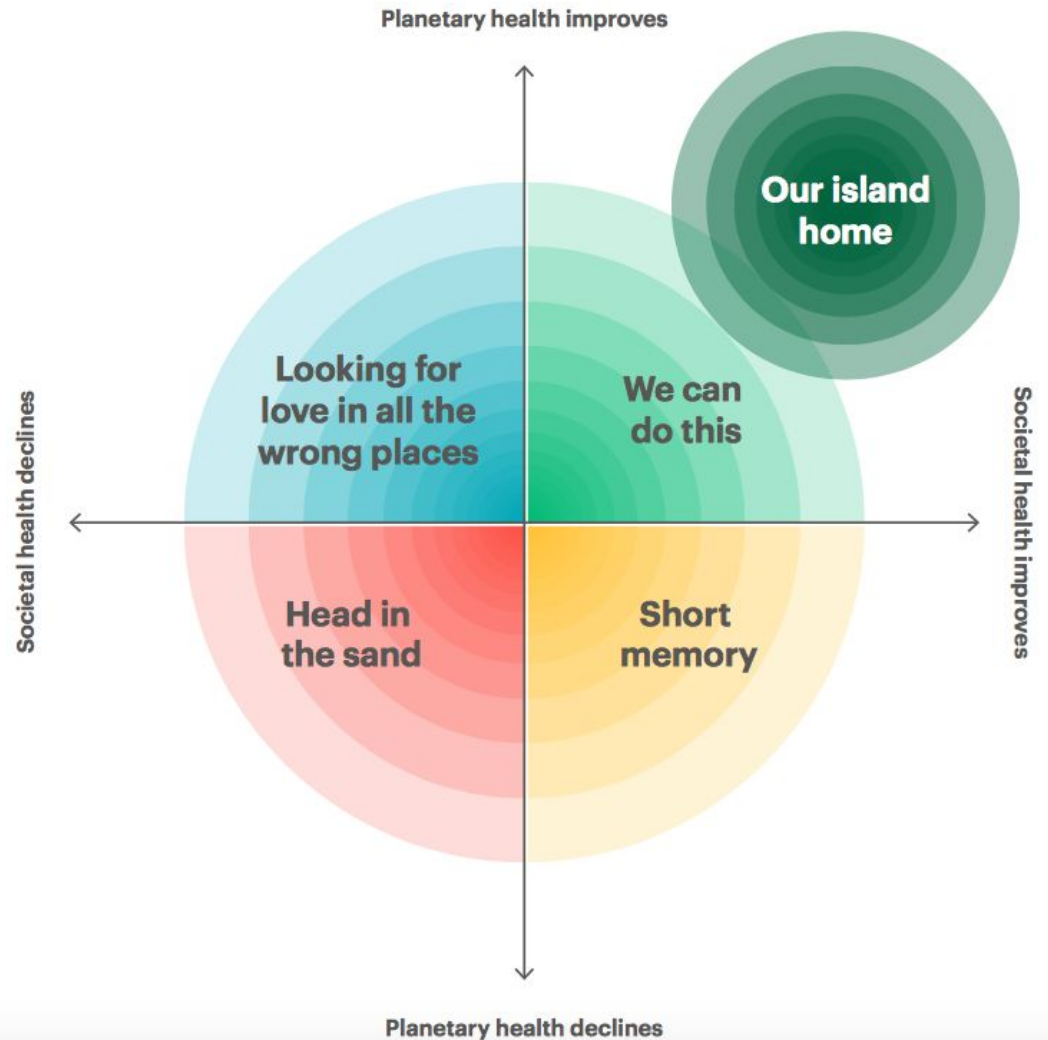 Planetary health improves
Our island
home
Looking for
love in all the
wrong places
We can
do this
Societal health declines
Societal health improves
Head in
the sand
Short
memory
Planetary health declines